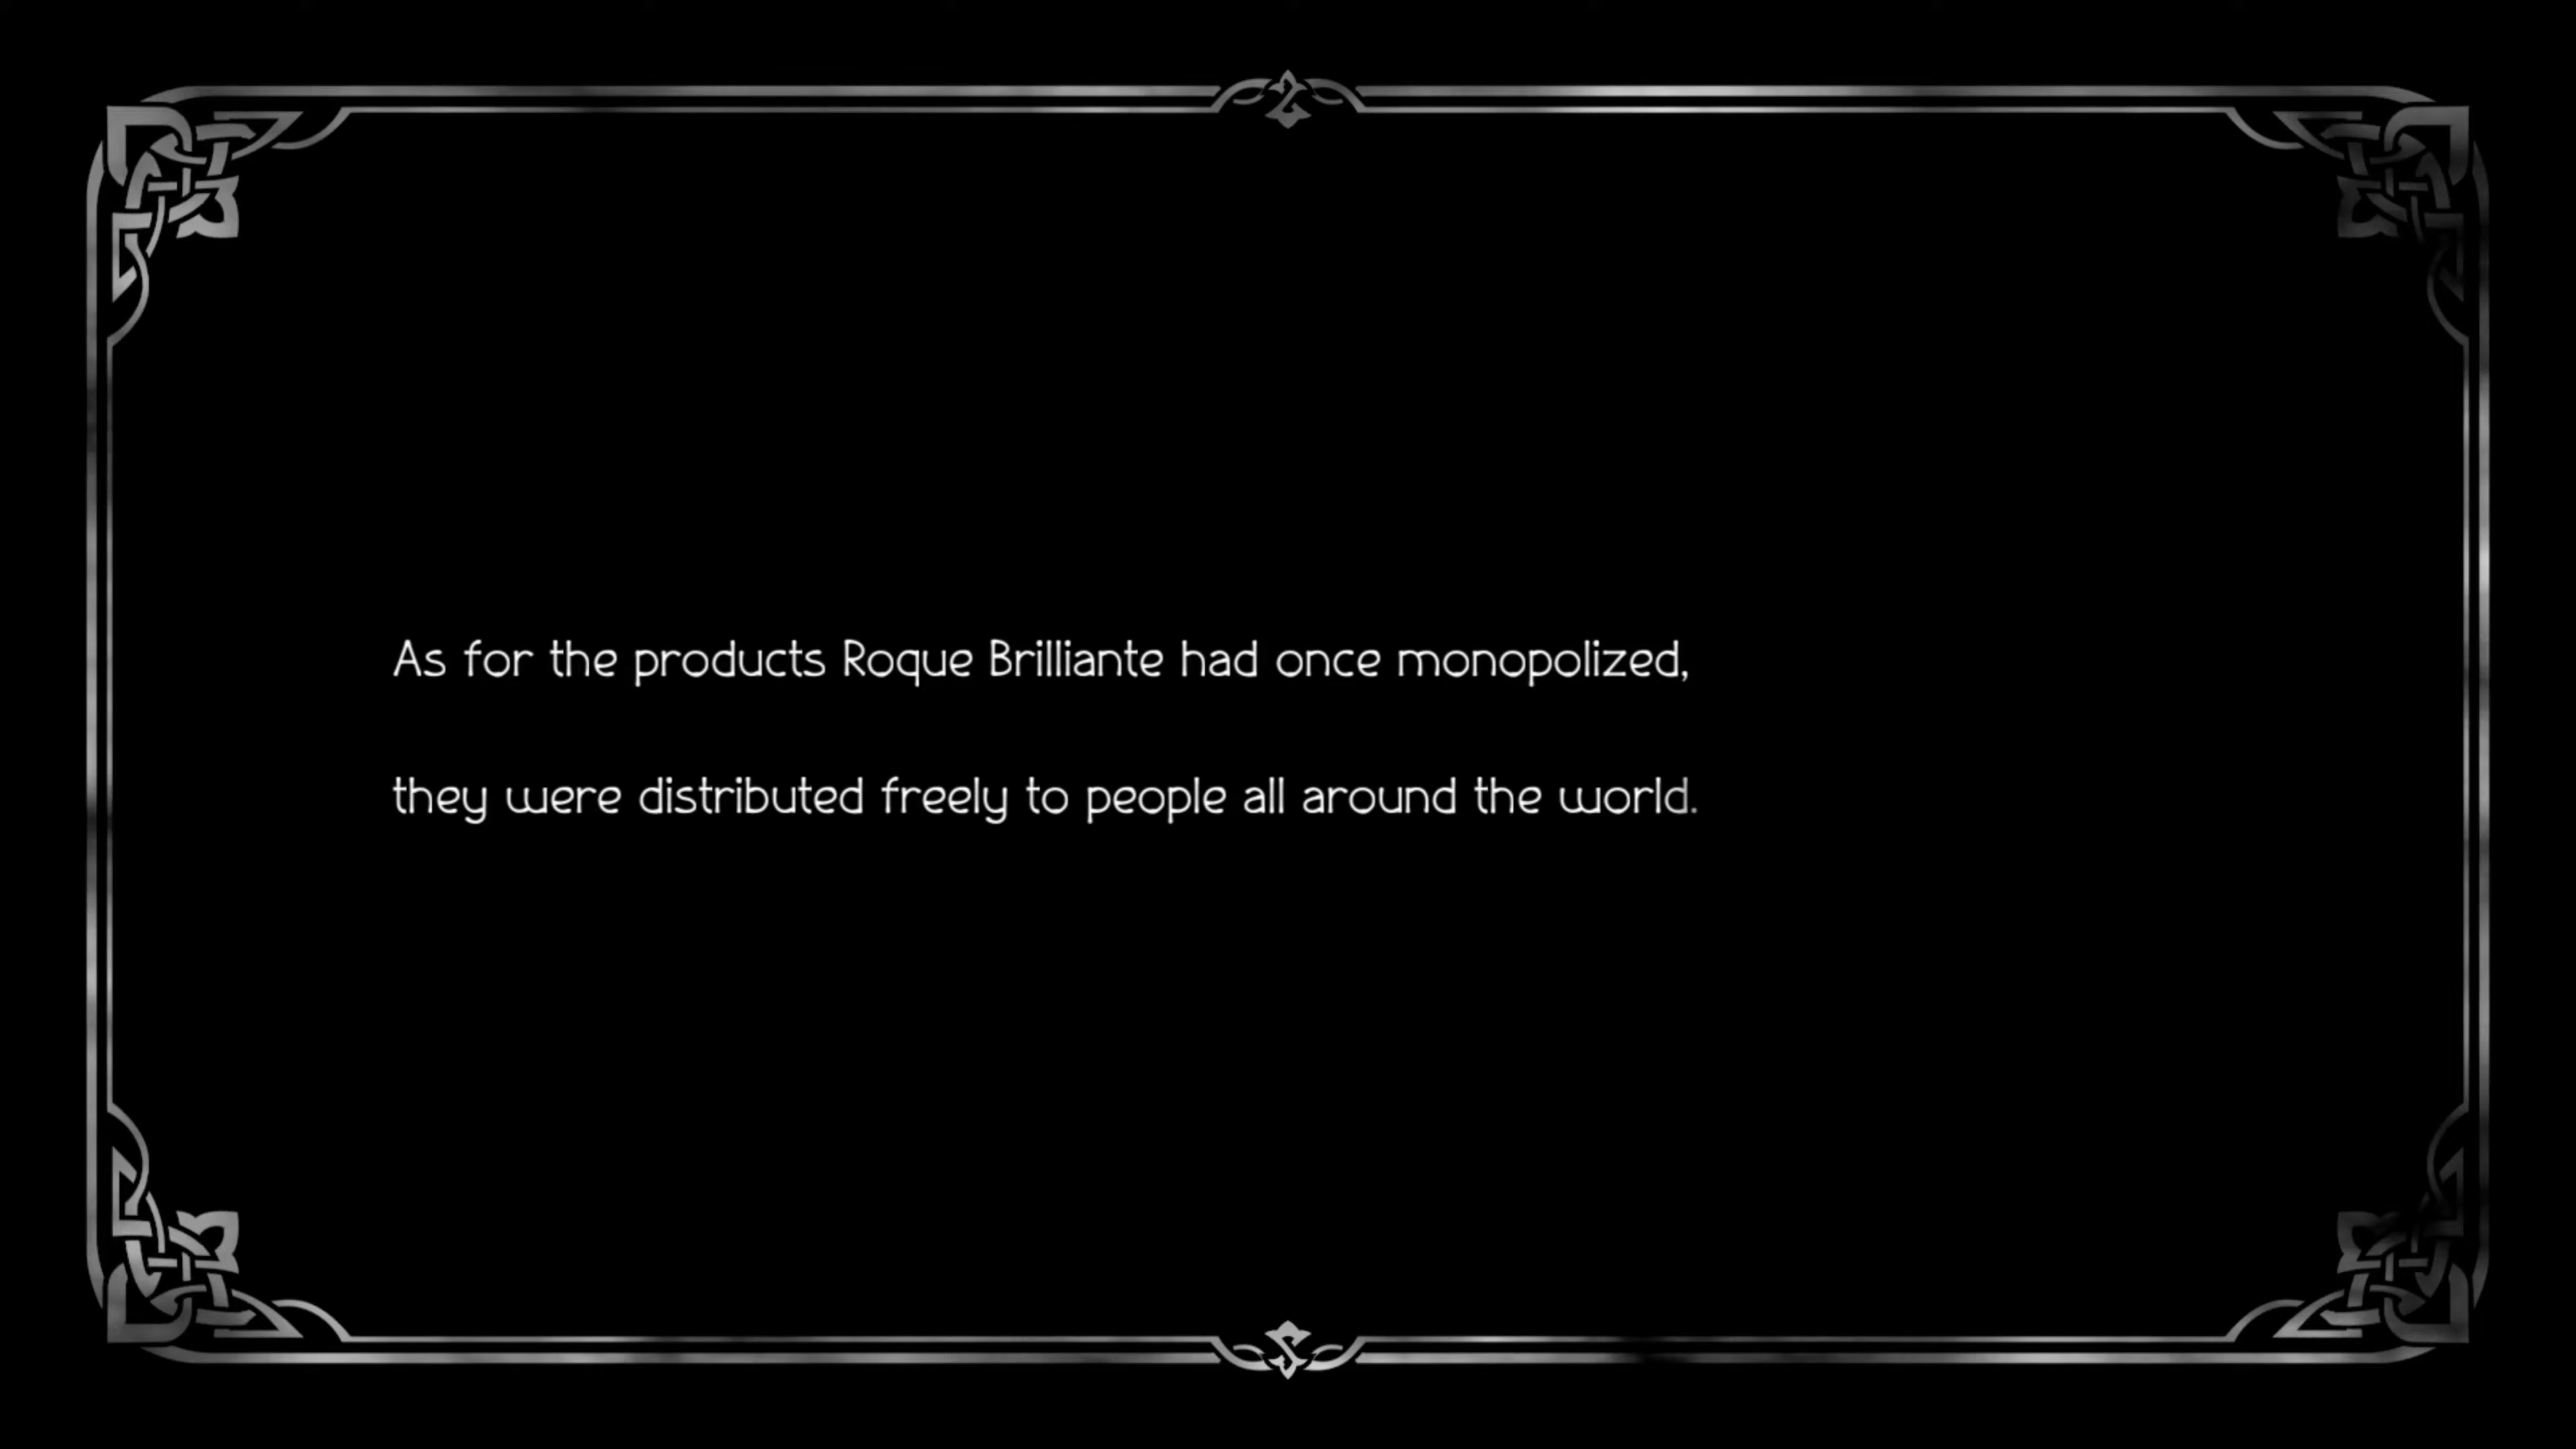 As for the products Roque Brilliante had once monopolized,
they were distributed freely to people all around the world.